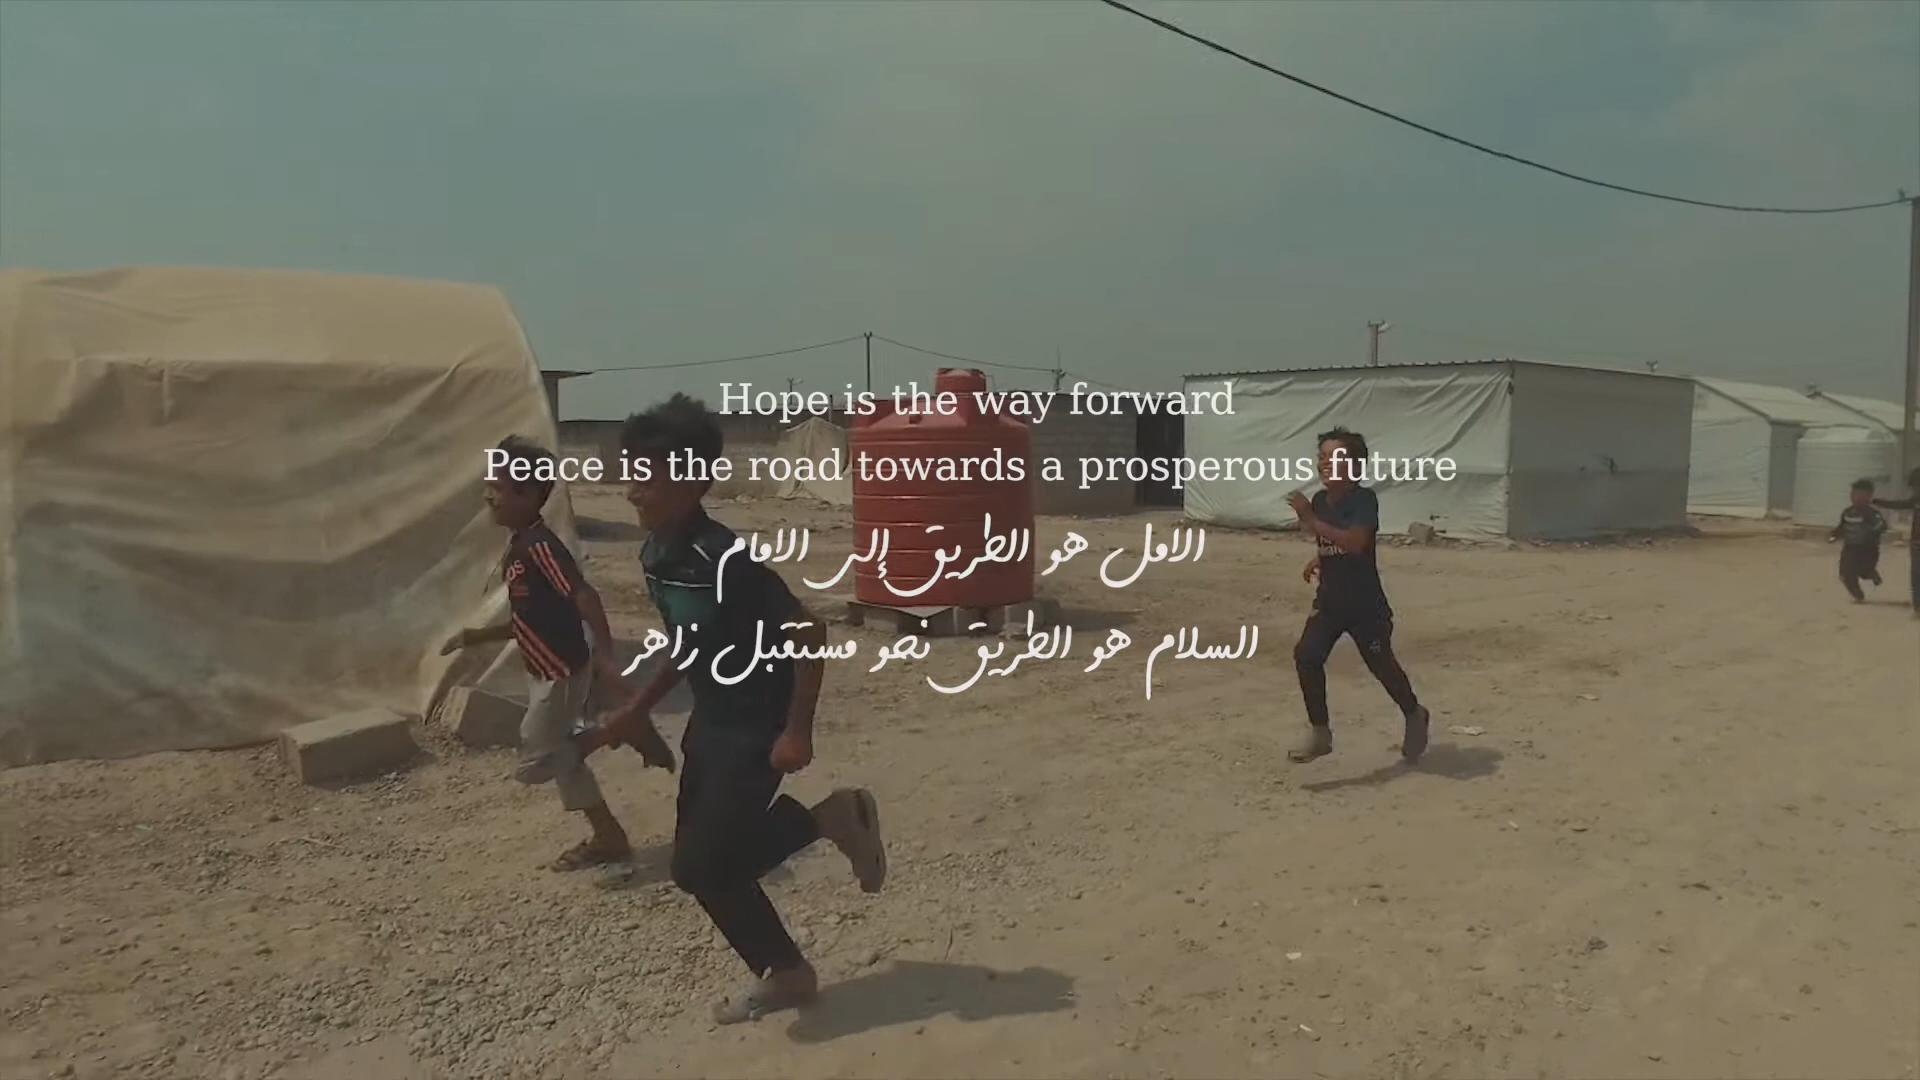 Hope is the way forward
Peace is the road towards a prosperous future
الامل هو الطريق إلى الامام
السلام هو الطريق نحو مستقبل زاهر